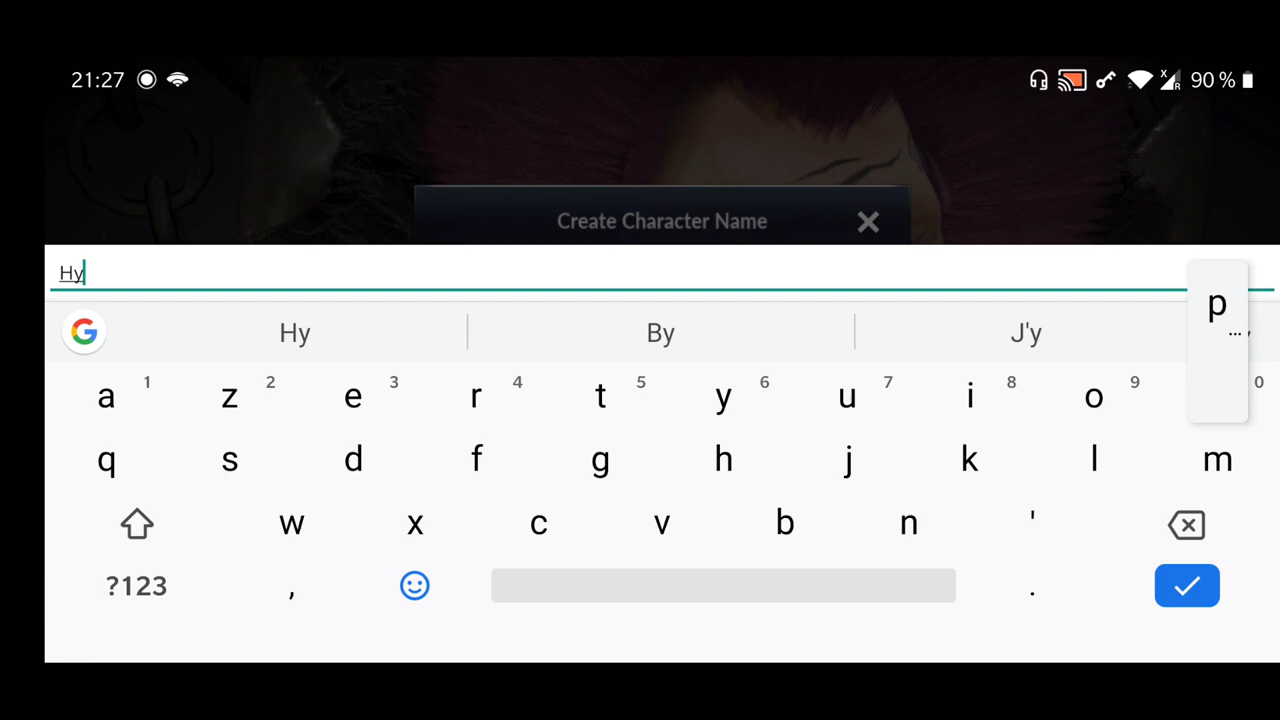 21:27 X R 90 %
Create Character Name
Hy
p
...
G Hy By J'y
a 1 z 2 e 3 r 4 t 5 y 6 u 7 i 8 o 9 0
q s d f g h j k l m
w x c v b n '
?123 , .